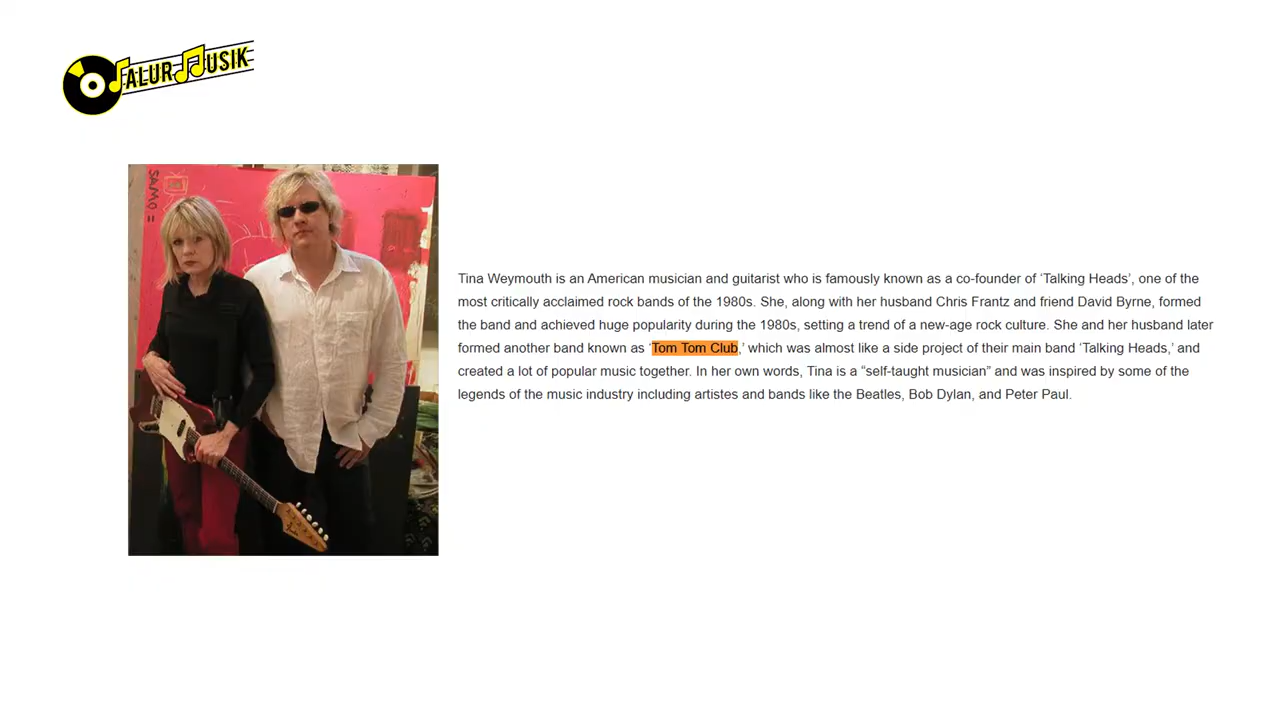 ALUR MUSIK
SAMO =
Tina Weymouth is an American musician and guitarist who is famously known as a co-founder of ‘Talking Heads’, one of the
most critically acclaimed rock bands of the 1980s. She, along with her husband Chris Frantz and friend David Byrne, formed
the band and achieved huge popularity during the 1980s, setting a trend of a new-age rock culture. She and her husband later
formed another band known as ‘Tom Tom Club,’ which was almost like a side project of their main band ‘Talking Heads,’ and
created a lot of popular music together. In her own words, Tina is a “self-taught musician” and was inspired by some of the
legends of the music industry including artistes and bands like the Beatles, Bob Dylan, and Peter Paul.